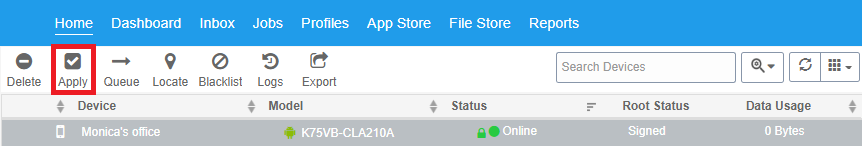 Home Dashboard Inbox Jobs Profiles App Store File Store Reports
Delete Apply Queue Locate Blacklist Logs Export Search Devices
Device Model Status Root Status Data Usage
Monica's office K75VB-CLA210A Online Signed 0 Bytes